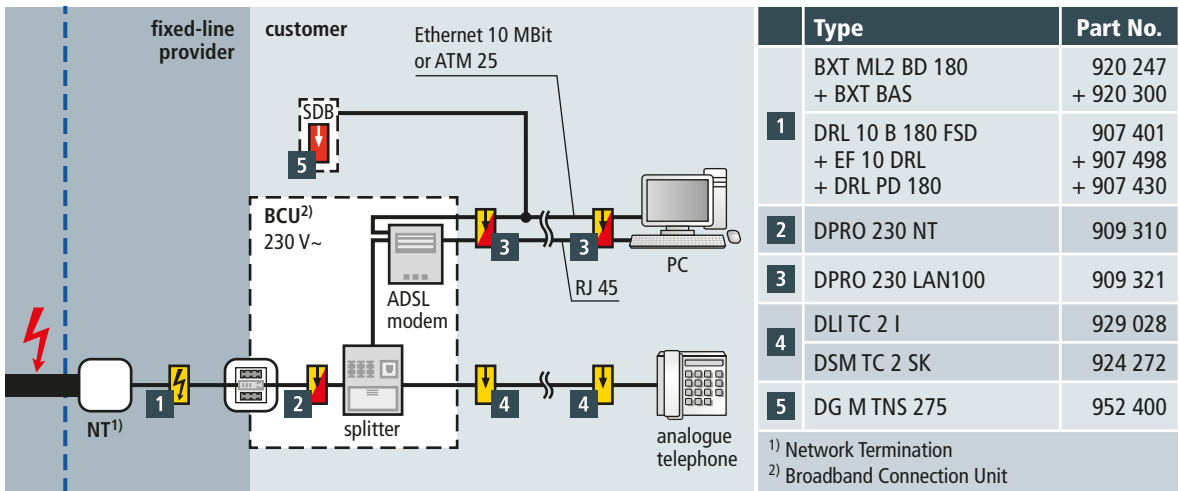 fixed-line
provider
customer
Ethernet 10 MBit
or ATM 25
SDB
5
BCU2)
230 V~
3
3
PC
RJ 45
ADSL
modem
1
2
4
4
NT1)
splitter
analogue
telephone
Type Part No.
1
BXT ML2 BD 180 920 247
+ BXT BAS + 920 300
DRL 10 B 180 FSD 907 401
+ EF 10 DRL + 907 498
+ DRL PD 180 + 907 430
2 DPRO 230 NT 909 310
3 DPRO 230 LAN100 909 321
4
DLI TC 2 I 929 028
DSM TC 2 SK 924 272
5 DG M TNS 275 952 400
1) Network Termination
2) Broadband Connection Unit